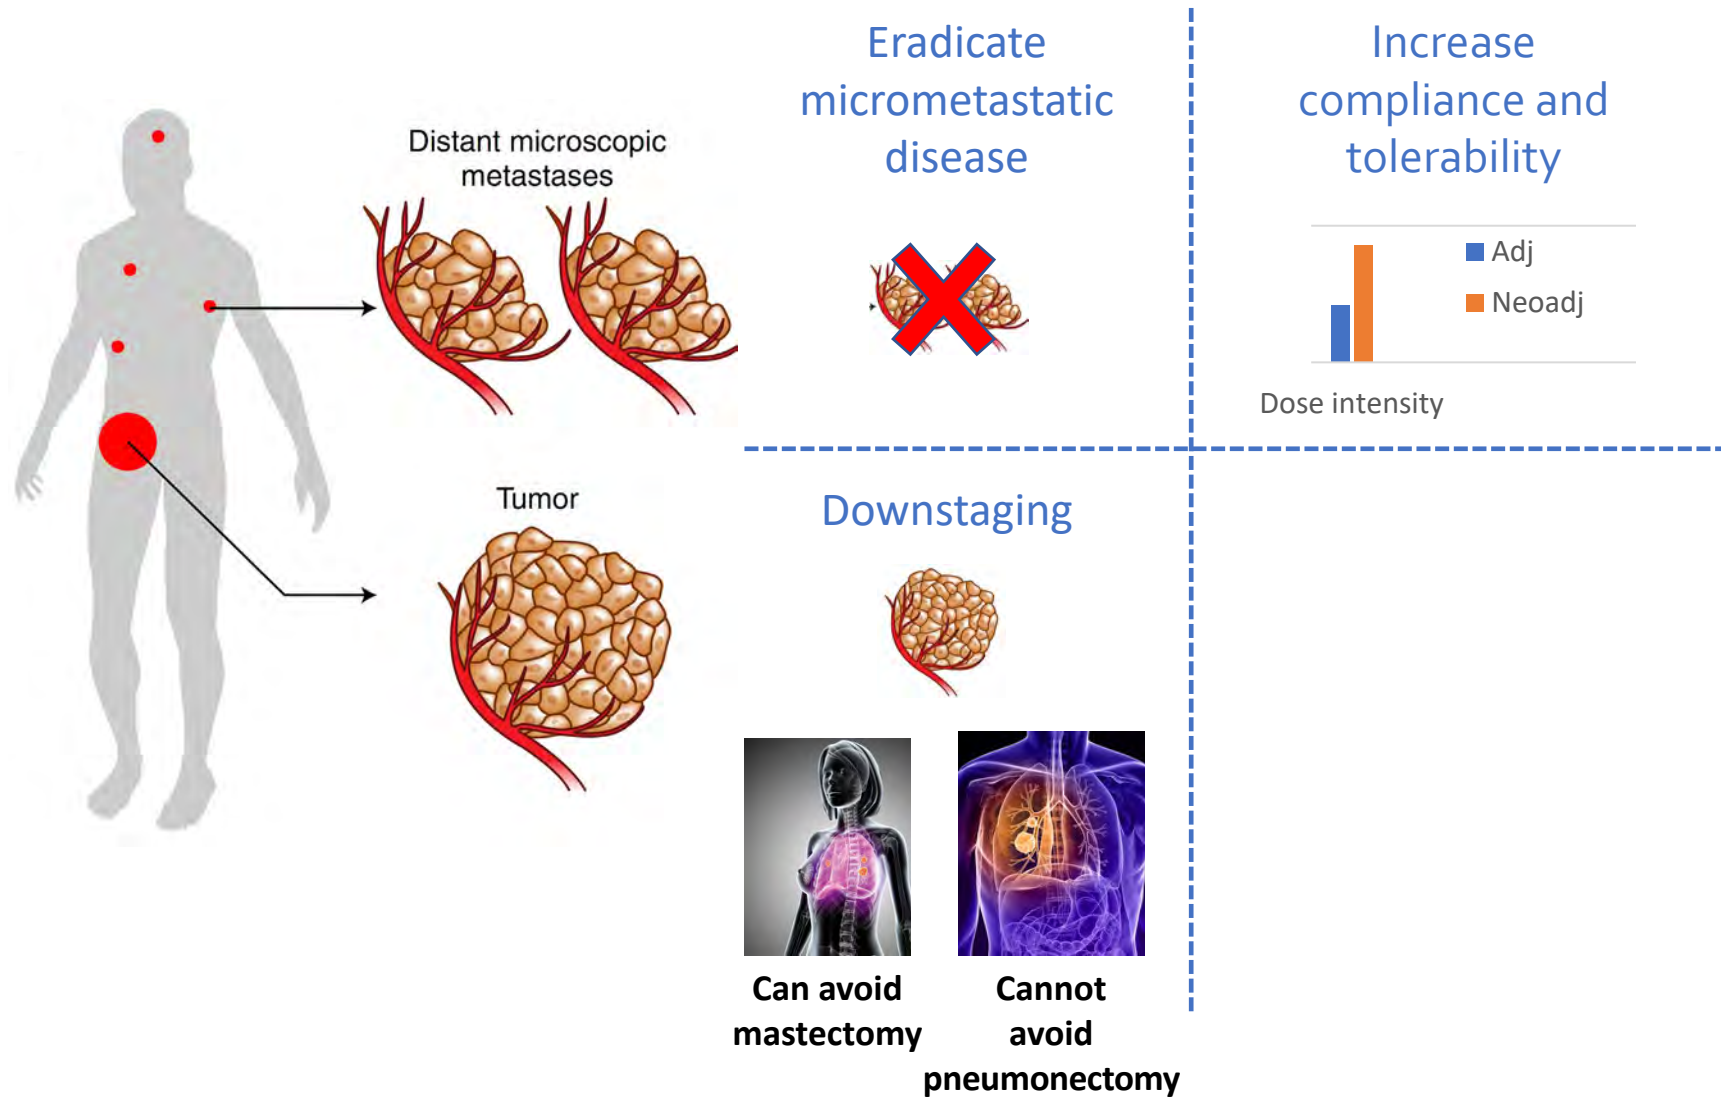 Distant microscopic
metastases
Tumor
Eradicate
micrometastatic
disease
Increase
compliance and
tolerability
Adj
Neoadj
Dose intensity
Downstaging
Can avoid
mastectomy
Cannot
avoid
pneumonectomy